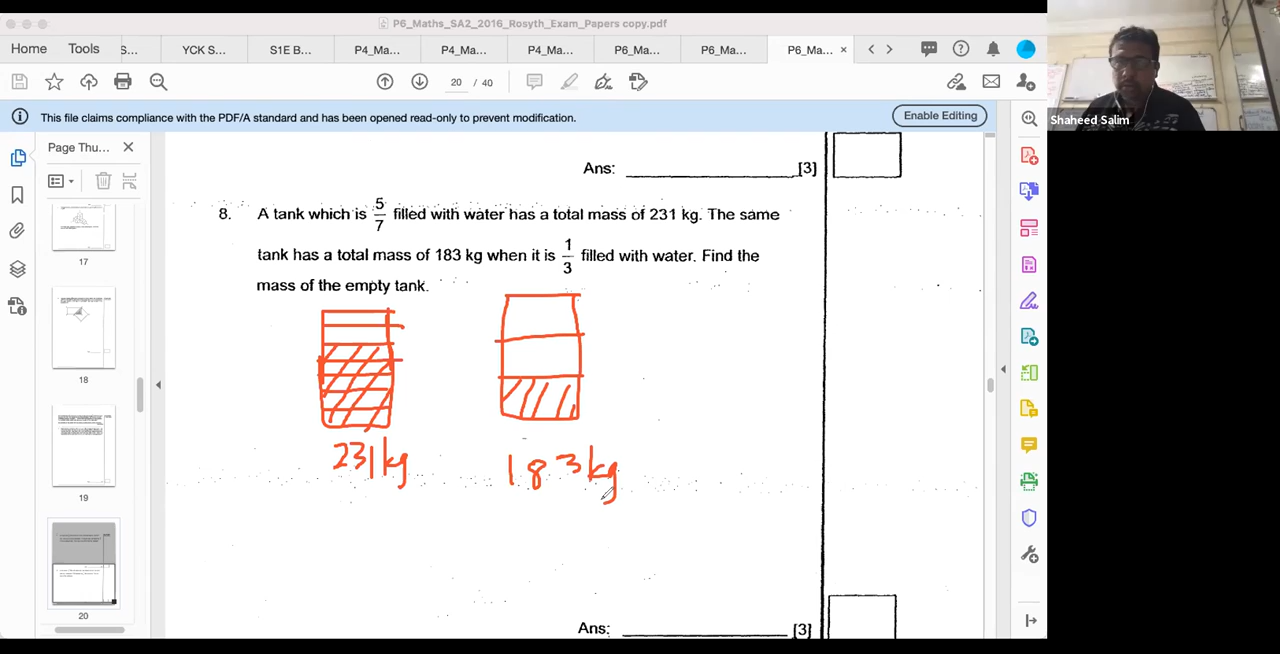 P6_Maths_SA2_2016_Rosyth_Exam_Papers copy.pdf
Home Tools S... YCK S... S1E B... P4_Ma... P4_Ma... P4_Ma... P6_Ma... P6_Ma... P6_Ma... ×
20 / 40
This file claims compliance with the PDF/A standard and has been opened read-only to prevent modification.
Enable Editing
Shaheed Salim
Page Thu...
17
18
19
20
Ans: ____________ [3]
8. A tank which is 5/7 filled with water has a total mass of 231 kg. The same
tank has a total mass of 183 kg when it is 1/3 filled with water. Find the
mass of the empty tank.
231kg 183kg
Ans: ____________ [3]